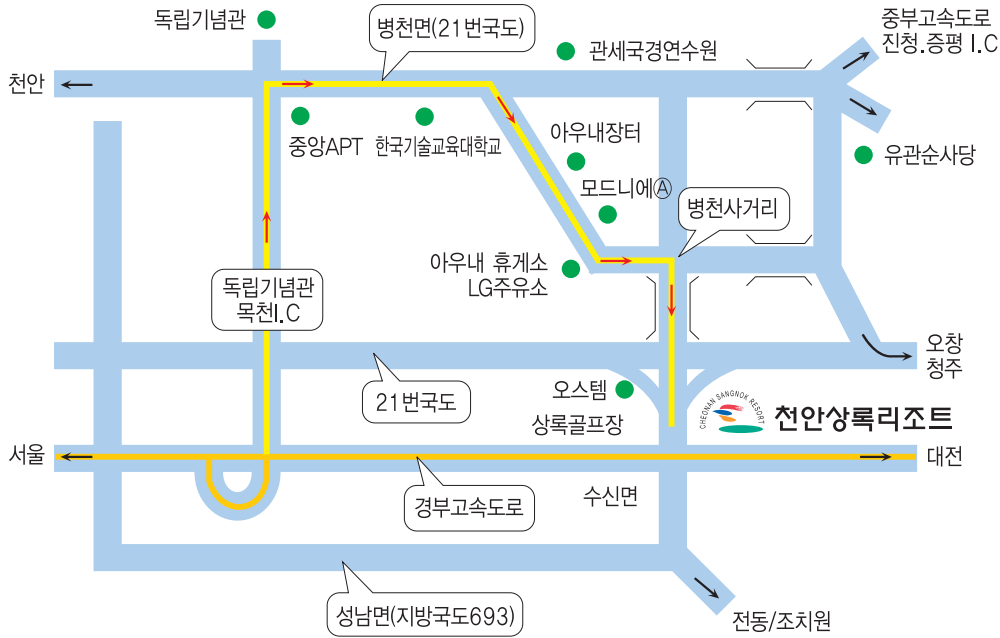 독립기념관
병천면(21번국도)
중부고속도로
진청.증평 I.C
관세국경연수원
천안
중앙APT
한국기술교육대학교
아우내장터
유관순사당
모드니에Ⓐ
병천사거리
아우내 휴게소
LG주유소
독립기념관
목천I.C
오창
청주
21번국도
오스템
상록골프장
CHEONAN SANGNOK RESORT
천안상록리조트
서울
대전
경부고속도로
수신면
성남면(지방국도693)
전동/조치원